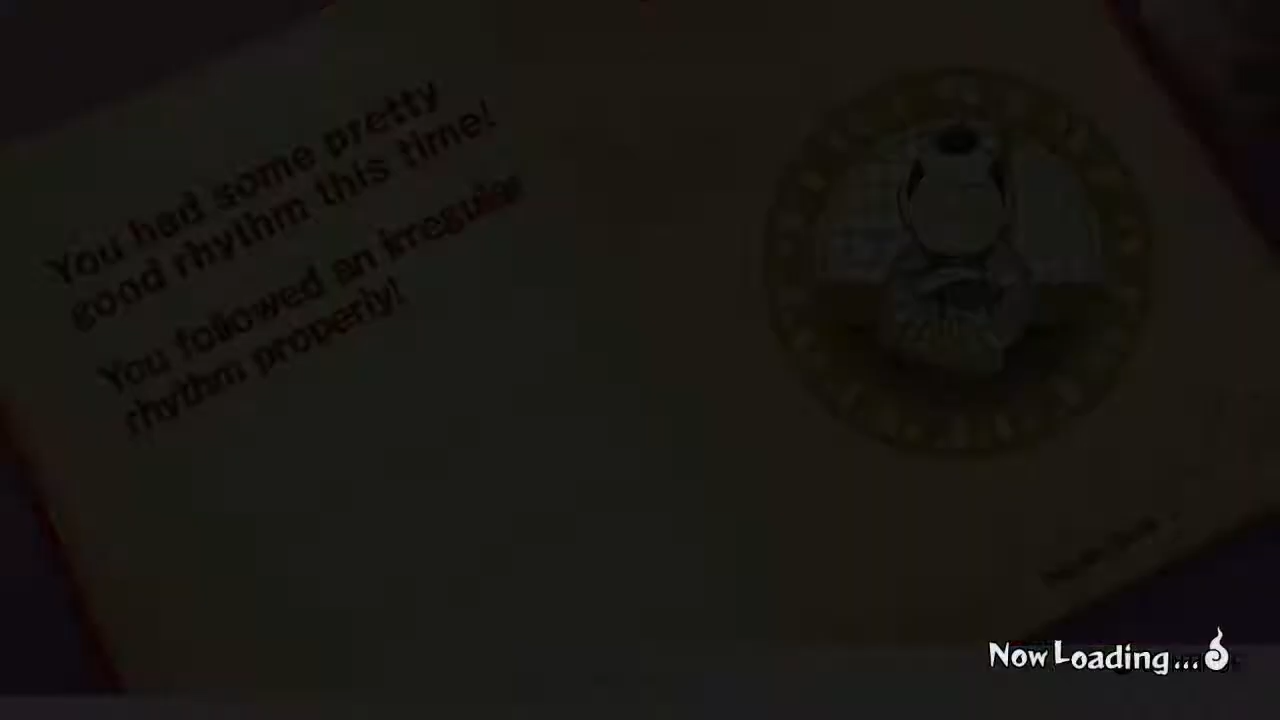 You had some pretty
good rhythm this time!
You followed an irregular
rhythm properly!
Now Loading...